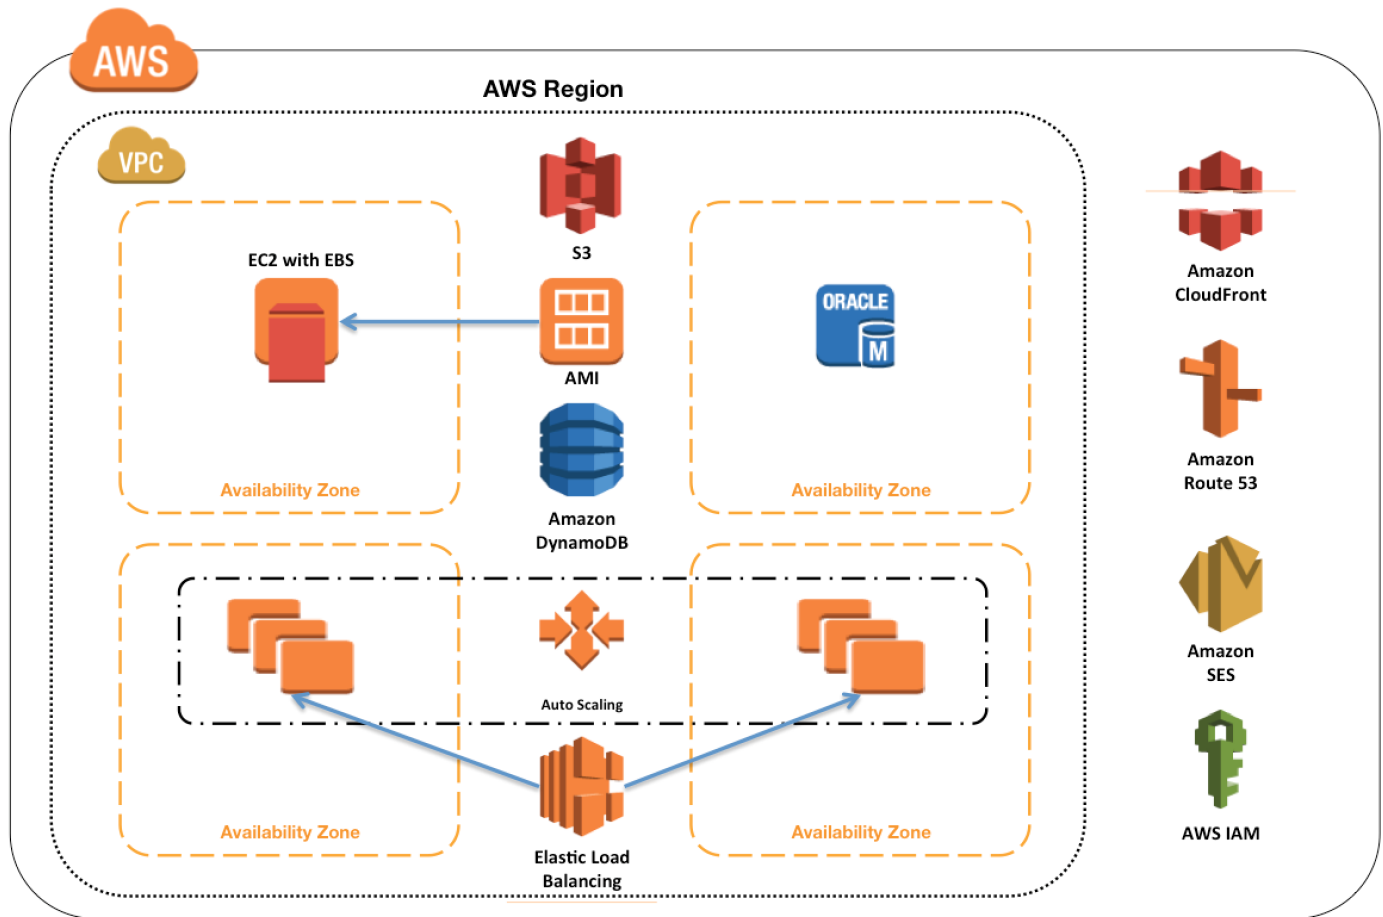 AWS
AWS Region
VPC
S3
EC2 with EBS
AMI
ORACLE
M
Amazon
CloudFront
Availability Zone
Amazon
DynamoDB
Availability Zone
Amazon
Route 53
Auto Scaling
Amazon
SES
Availability Zone
Elastic Load
Balancing
Availability Zone
AWS IAM